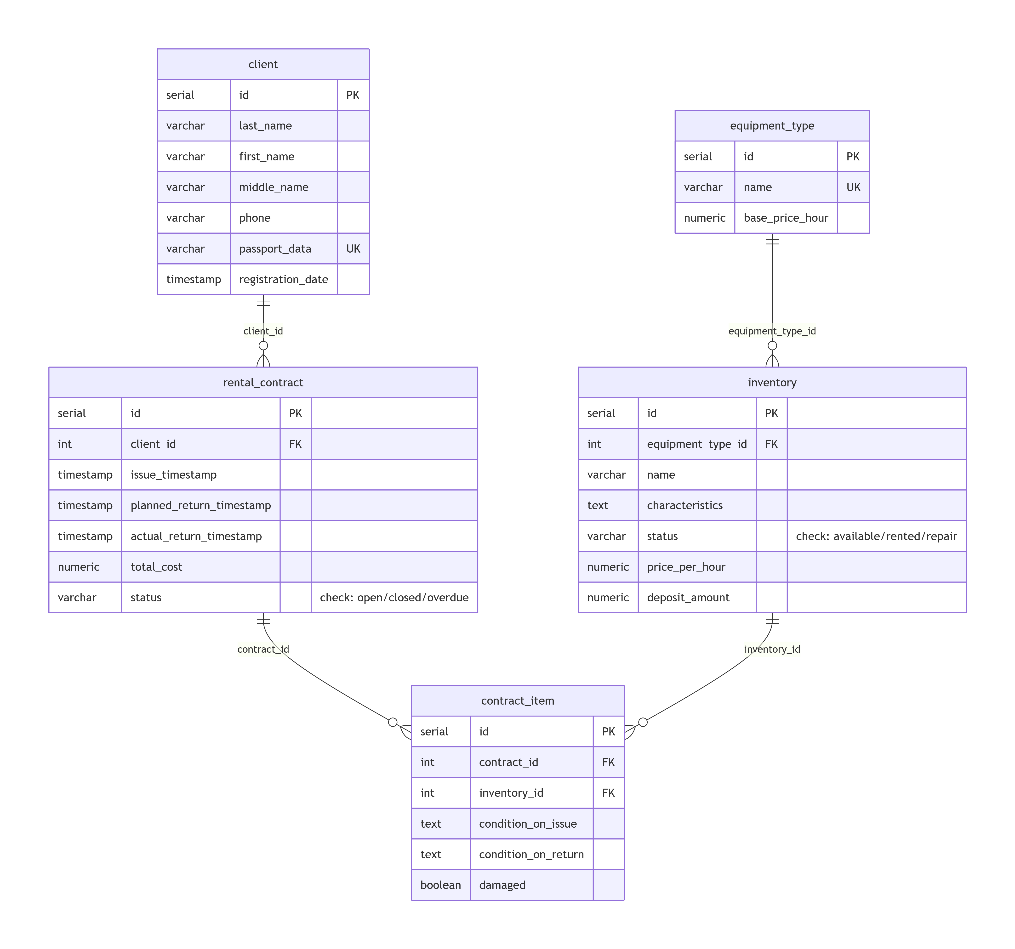 client
serial id PK
varchar last_name
varchar first_name
varchar middle_name
varchar phone
varchar passport_data UK
timestamp registration_date
equipment_type
serial id PK
varchar name UK
numeric base_price_hour
client_id
equipment_type_id
rental_contract
serial id PK
int client_id FK
timestamp issue_timestamp
timestamp planned_return_timestamp
timestamp actual_return_timestamp
numeric total_cost
varchar status check: open/closed/overdue
inventory
serial id PK
int equipment_type_id FK
varchar name
text characteristics
varchar status check: available/rented/repair
numeric price_per_hour
numeric deposit_amount
contract_id
inventory_id
contract_item
serial id PK
int contract_id FK
int inventory_id FK
text condition_on_issue
text condition_on_return
boolean damaged